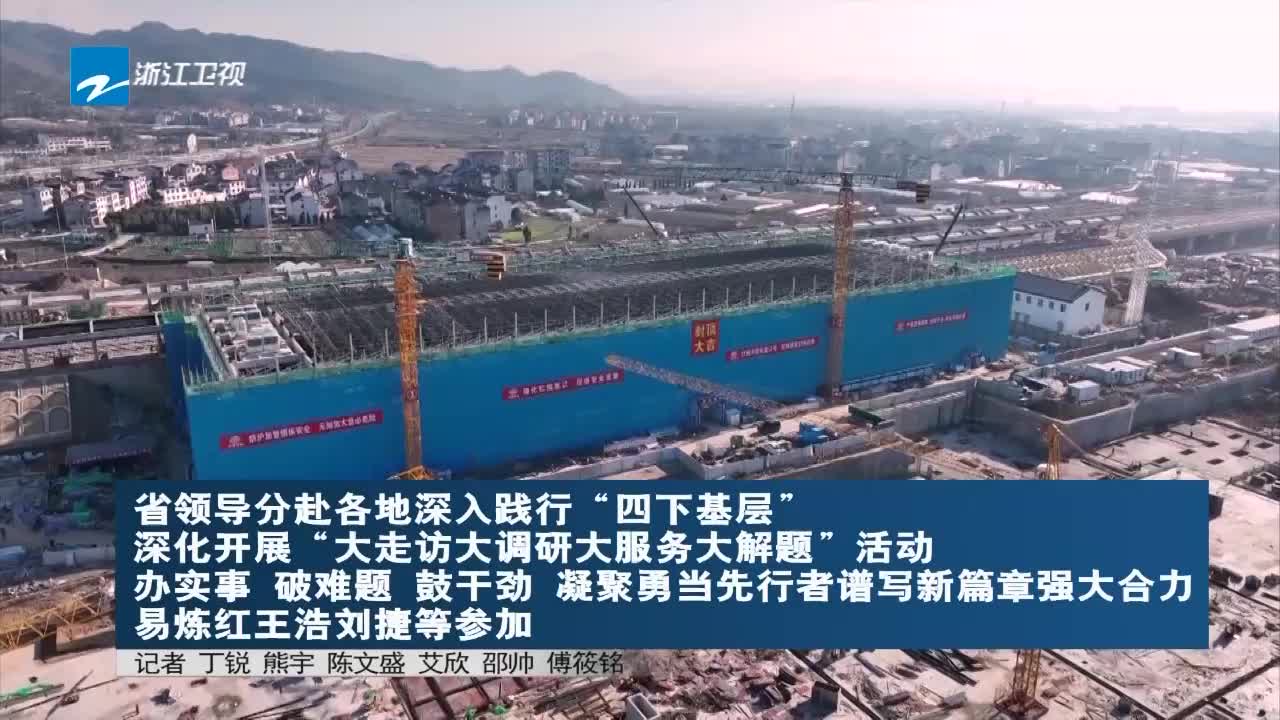 浙江卫视
封顶
大吉
省领导分赴各地深入践行“四下基层”
深化开展“大走访大调研大服务大解题”活动
办实事 破难题 鼓干劲 凝聚勇当先行者谱写新篇章强大合力
易炼红王浩刘捷等参加
记者 丁锐 熊宇 陈文盛 艾欣 邵帅 傅筱铭